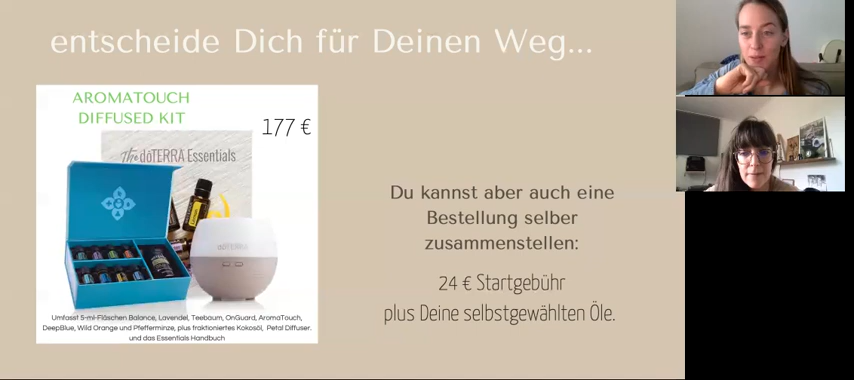 entscheide Dich für Deinen Weg...
AROMATOUCH
DIFFUSED KIT
177 €
the dōTERRA Essentials
dōTERRA
Umfasst 5-ml-Fläschen Balance, Lavendel, Teebaum, OnGuard, AromaTouch,
DeepBlue, Wild Orange und Pfefferminze, plus fraktioniertes Kokosöl, Petal Diffuser.
und das Essentials Handbuch
Du kannst aber auch eine
Bestellung selber
zusammenstellen:
24 € Startgebühr
plus Deine selbstgewählten Öle.